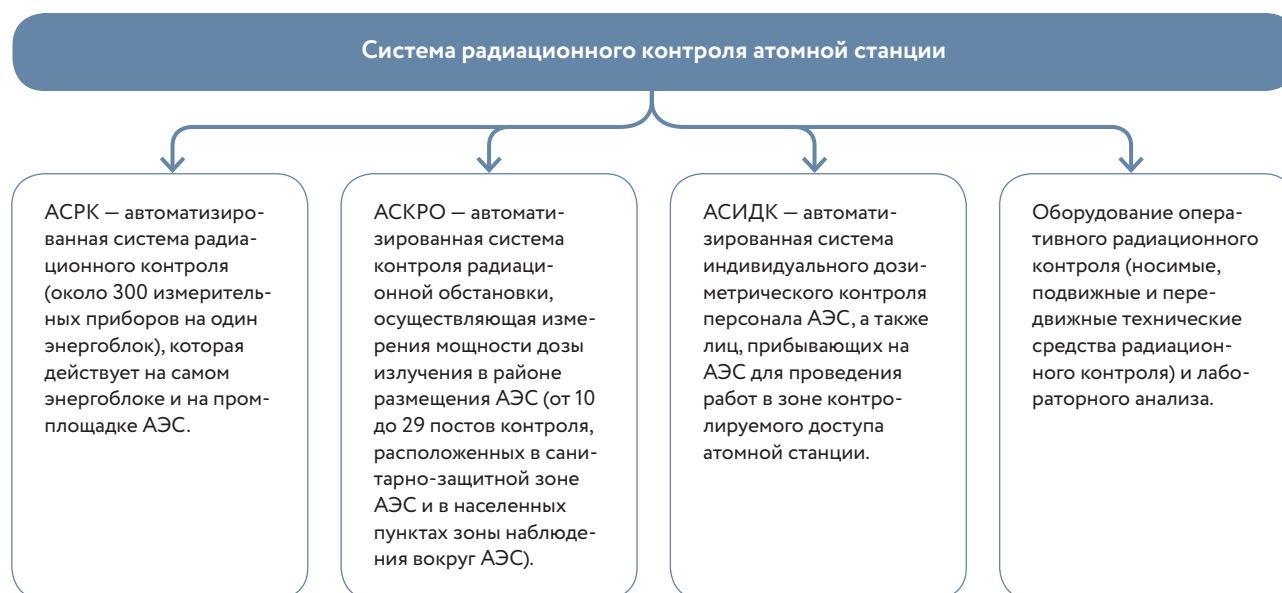 Система радиационного контроля атомной станции
АСРК — автоматизиро-
ванная система радиа-
ционного контроля
(около 300 измеритель-
ных приборов на один
энергоблок), которая
действует на самом
энергоблоке и на пром-
площадке АЭС.
АСКРО — автомати-
зированная система
контроля радиаци-
онной обстановки,
осуществляющая изме-
рения мощности дозы
излучения в районе
размещения АЭС (от 10
до 29 постов контроля,
расположенных в сани-
тарно-защитной зоне
АЭС и в населенных
пунктах зоны наблюде-
ния вокруг АЭС).
АСИДК — автомати-
зированная система
индивидуального дози-
метрического контроля
персонала АЭС, а также
лиц, прибывающих на
АЭС для проведения
работ в зоне контро-
лируемого доступа
атомной станции.
Оборудование опера-
тивного радиационного
контроля (носимые,
подвижные и пере-
движные технические
средства радиацион-
ного контроля) и лабо-
раторного анализа.